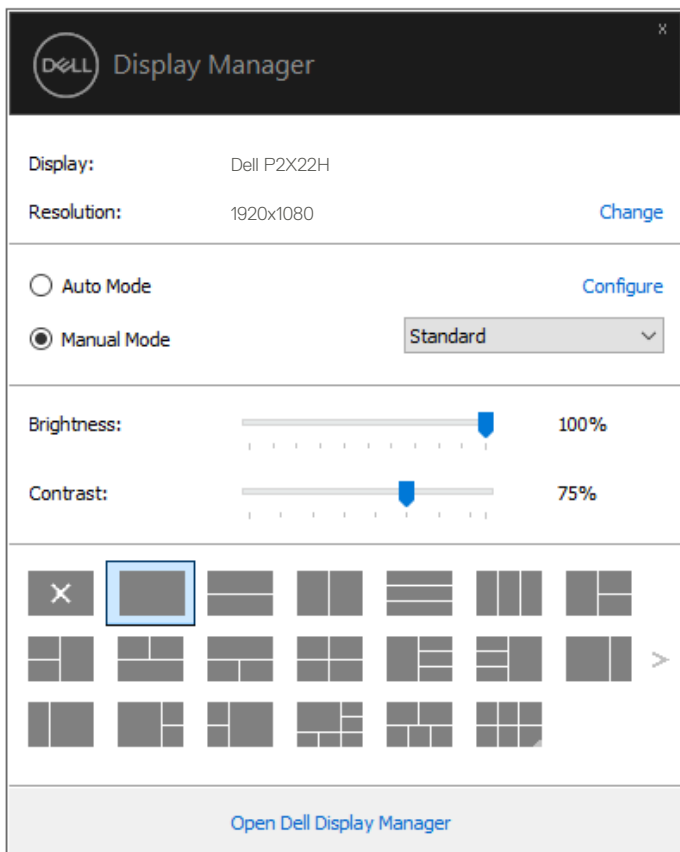 x
DELL Display Manager
Display: Dell P2X22H
Resolution: 1920x1080 Change
Auto Mode Configure
Manual Mode Standard
Brightness: 100%
Contrast: 75%
>
Open Dell Display Manager